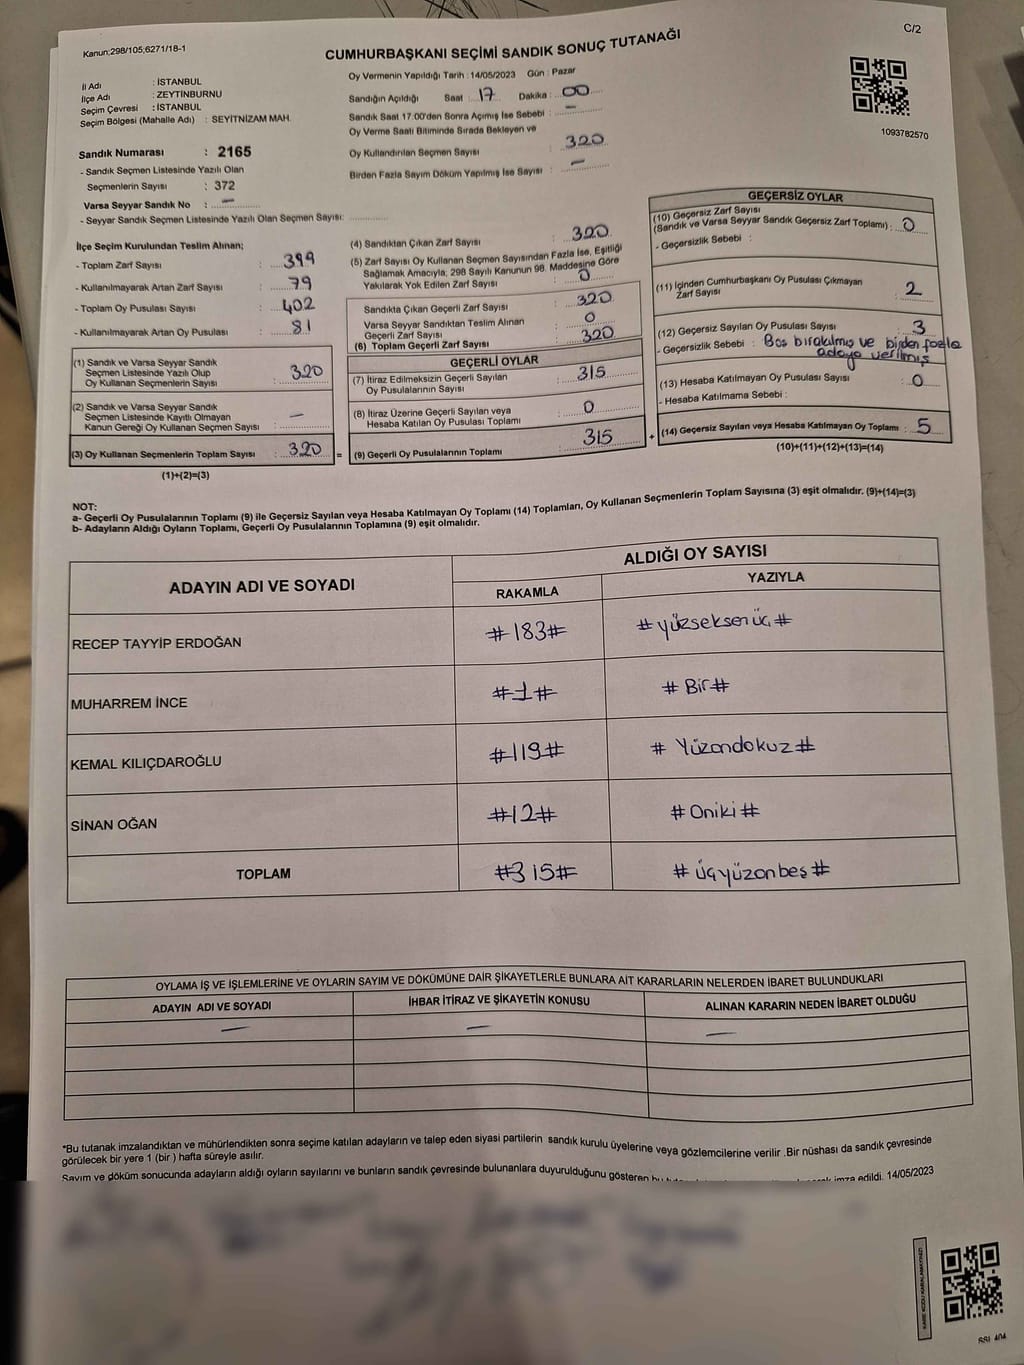 Kanun;298/105;6271/18-1
C/2
CUMHURBAŞKANI SEÇİMİ SANDIK SONUÇ TUTANAĞI
İl Adı : İSTANBUL
İlçe Adı : ZEYTİNBURNU
Seçim Çevresi : İSTANBUL
Seçim Bölgesi (Mahalle Adı) : SEYİTNİZAM MAH.
Sandık Numarası : 2165
- Sandık Seçmen Listesinde Yazılı Olan
Seçmenlerin Sayısı : 372
Varsa Seyyar Sandık No : —
- Seyyar Sandık Seçmen Listesinde Yazılı Olan Seçmen Sayısı:
Oy Vermenin Yapıldığı Tarih : 14/05/2023 Gün : Pazar
Sandığın Açıldığı Saat : 17 Dakika : 00
Sandık Saat 17.00'den Sonra Açımış İse Sebebi : —
Oy Verme Saati Bitiminde Sırada Bekleyen ve
Oy Kullandırılan Seçmen Sayısı : 320
Birden Fazla Sayım Döküm Yapılmış İse Sayısı : —
1093782570
İlçe Seçim Kurulundan Teslim Alınan;
- Toplam Zarf Sayısı : 399
- Kullanılmayarak Artan Zarf Sayısı : 79
- Toplam Oy Pusulası Sayısı : 402
- Kullanılmayarak Artan Oy Pusulası : 81
(1) Sandık ve Varsa Seyyar Sandık
Seçmen Listesinde Yazılı Olup
Oy Kullanan Seçmenlerin Sayısı : 320
(2) Sandık ve Varsa Seyyar Sandık
Seçmen Listesinde Kayıtlı Olmayan
Kanun Gereği Oy Kullanan Seçmen Sayısı : —
(3) Oy Kullanan Seçmenlerin Toplam Sayısı : 320
(1)+(2)=(3)
(4) Sandıktan Çıkan Zarf Sayısı : 320
(5) Zarf Sayısı Oy Kullanan Seçmen Sayısından Fazla İse, Eşitliği
Sağlamak Amacıyla, 298 Sayılı Kanunun 98. Maddesine Göre
Yakılarak Yok Edilen Zarf Sayısı : 0
Sandıkta Çıkan Geçerli Zarf Sayısı : 320
Varsa Seyyar Sandıktan Teslim Alınan
Geçerli Zarf Sayısı : 0
(6) Toplam Geçerli Zarf Sayısı : 320
GEÇERLİ OYLAR
(7) İtiraz Edilmeksizin Geçerli Sayılan
Oy Pusulalarının Sayısı : 315
(8) İtiraz Üzerine Geçerli Sayılan veya
Hesaba Katılan Oy Pusulası Toplamı : 0
= (9) Geçerli Oy Pusulalarının Toplamı : 315
GEÇERSİZ OYLAR
(10) Geçersiz Zarf Sayısı
(Sandık ve Varsa Seyyar Sandık Geçersiz Zarf Toplamı) : 0
- Geçersizlik Sebebi :
(11) İçinden Cumhurbaşkanı Oy Pusulası Çıkmayan
Zarf Sayısı : 2
(12) Geçersiz Sayılan Oy Pusulası Sayısı : 3
- Geçersizlik Sebebi : Boş bırakılmış ve birden fazla
adaya verilmiş
(13) Hesaba Katılmayan Oy Pusulası Sayısı : 0
- Hesaba Katılmama Sebebi :
+ (14) Geçersiz Sayılan veya Hesaba Katılmayan Oy Toplamı : 5
(10)+(11)+(12)+(13)=(14)
NOT:
a- Geçerli Oy Pusulalarının Toplamı (9) ile Geçersiz Sayılan veya Hesaba Katılmayan Oy Toplamı (14) Toplamları, Oy Kullanan Seçmenlerin Toplam Sayısına (3) eşit olmalıdır. (9)+(14)=(3)
b- Adayların Aldığı Oyların Toplamı, Geçerli Oy Pusulalarının Toplamına (9) eşit olmalıdır.
ADAYIN ADI VE SOYADI ALDIĞI OY SAYISI
RAKAMLA YAZIYLA
RECEP TAYYİP ERDOĞAN #183# #yüzseksenüç#
MUHARREM İNCE #1# #Bir#
KEMAL KILIÇDAROĞLU #119# #Yüzondokuz#
SİNAN OĞAN #12# #Oniki#
TOPLAM #315# #üçyüzonbeş#
OYLAMA İŞ VE İŞLEMLERİNE VE OYLARIN SAYIM VE DÖKÜMÜNE DAİR ŞİKAYETLERLE BUNLARA AİT KARARLARIN NELERDEN İBARET BULUNDUKLARI
ADAYIN ADI VE SOYADI İHBAR İTİRAZ VE ŞİKAYETİN KONUSU ALINAN KARARIN NEDEN İBARET OLDUĞU
— — —
*Bu tutanak imzalandıktan ve mühürlendikten sonra seçime katılan adayların ve talep eden siyasi partilerin sandık kurulu üyelerine veya gözlemcilerine verilir .Bir nüshası da sandık çevresinde
görülecek bir yere 1 (bir ) hafta süreyle asılır.
Sayım ve döküm sonucunda adayların aldığı oyların sayılarını ve bunların sandık çevresinde bulunanlara duyurulduğunu gösteren imza edildi. 14/05/2023